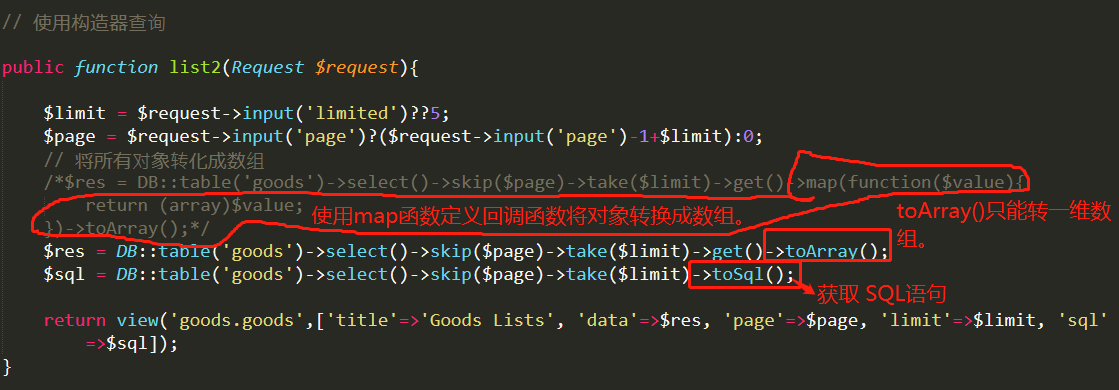 // 使用构造器查询
public function list2(Request $request){
$limit = $request->input('limited')??5;
$page = $request->input('page')?($request->input('page')-1+$limit):0;
// 将所有对象转化成数组
/*$res = DB::table('goods')->select()->skip($page)->take($limit)->get()->map(function($value){
return (array)$value;
使用map函数定义回调函数将对象转换成数组。
toArray()只能转一维数
组。
})->toArray();*/
$res = DB::table('goods')->select()->skip($page)->take($limit)->get()->toArray();
$sql = DB::table('goods')->select()->skip($page)->take($limit)->toSql();
获取 SQL语句
return view('goods.goods',['title'=>'Goods Lists', 'data'=>$res, 'page'=>$page, 'limit'=>$limit, 'sql'
=>$sql]);
}